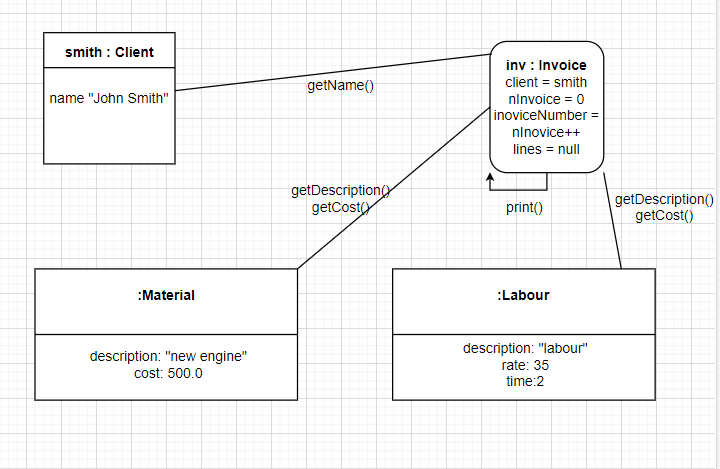 smith : Client
name "John Smith"
getName()
inv : Invoice
client = smith
nInvoice = 0
inoviceNumber =
nInovice++
lines = null
print()
getDescription()
getCost()
getDescription()
getCost()
:Material
description: "new engine"
cost: 500.0
:Labour
description: "labour"
rate: 35
time:2